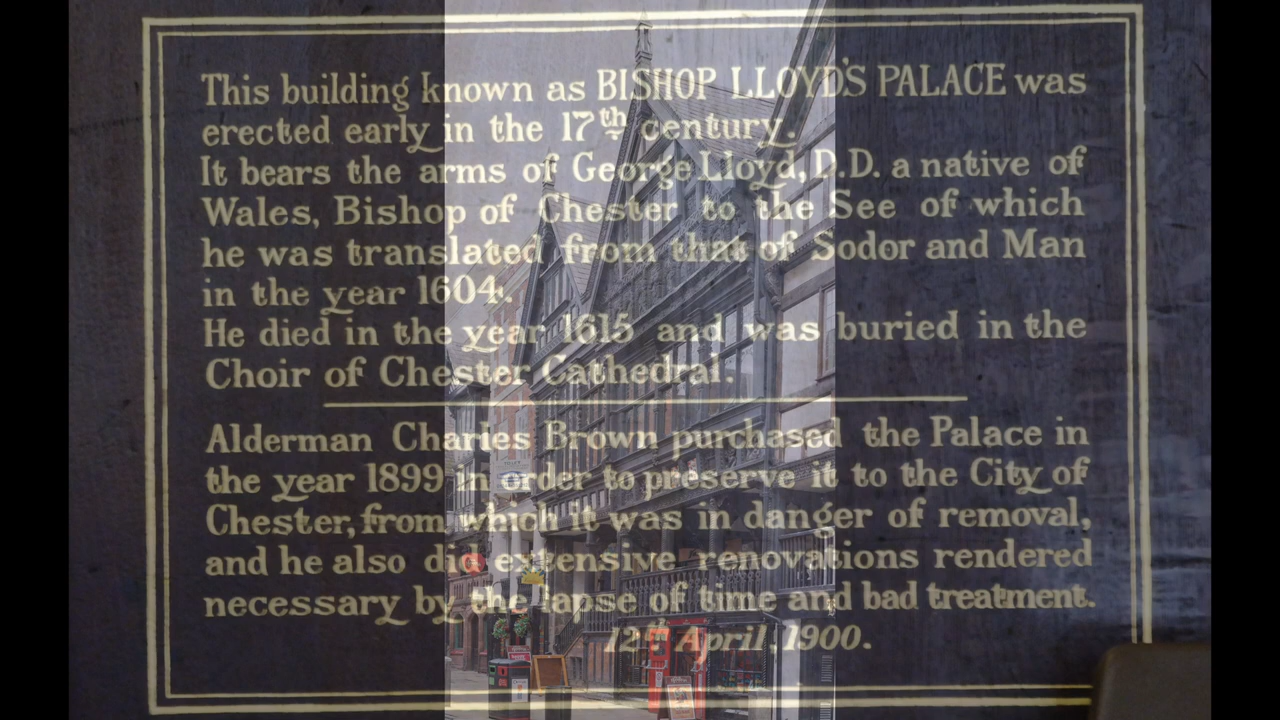 This building known as BISHOP LLOYD'S PALACE was
erected early in the 17th century.
It bears the arms of George Lloyd, D.D. a native of
Wales, Bishop of Chester to the See of which
he was translated from that of Sodor and Man
in the year 1604.
He died in the year 1615 and was buried in the
Choir of Chester Cathedral.
Alderman Charles Brown purchased the Palace in
the year 1899 in order to preserve it to the City of
Chester, from which it was in danger of removal,
and he also did extensive renovations rendered
necessary by the lapse of time and bad treatment.
12th April, 1900.